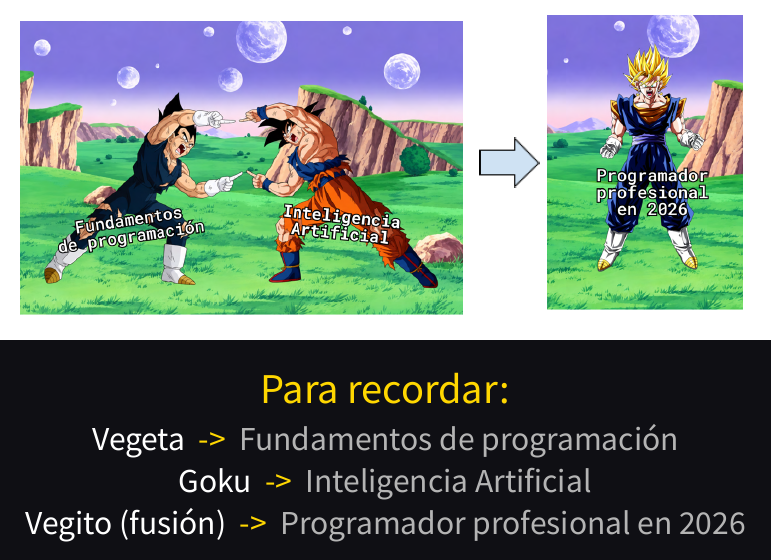 Fundamentos
de programación
Inteligencia
Artificial
Programador
profesional
en 2026
Para recordar:
Vegeta -> Fundamentos de programación
Goku -> Inteligencia Artificial
Vegito (fusión) -> Programador profesional en 2026